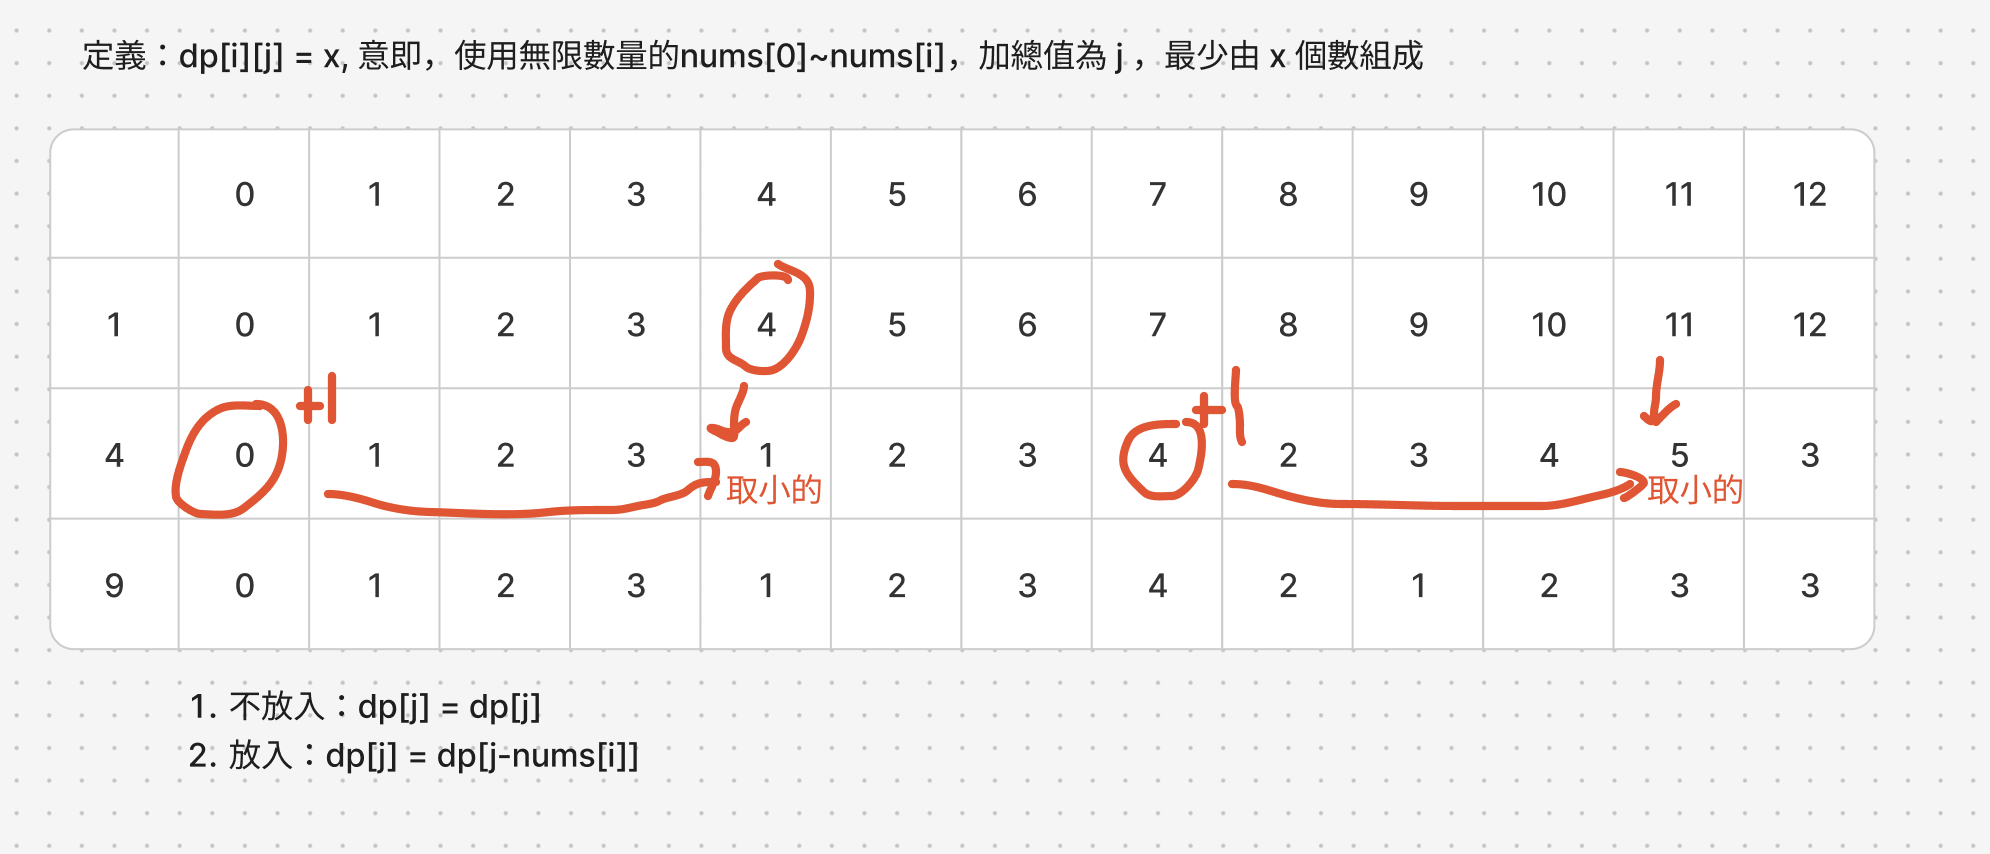 定義：dp[i][j] = x, 意即，使用無限數量的nums[0]~nums[i]，加總值為 j ，最少由 x 個數組成
0 1 2 3 4 5 6 7 8 9 10 11 12
1 0 1 2 3 4 5 6 7 8 9 10 11 12
+1 +1
4 0 1 2 3 1 2 3 4 2 3 4 5 3
取小的 取小的
9 0 1 2 3 1 2 3 4 2 1 2 3 3
1. 不放入：dp[j] = dp[j]
2. 放入：dp[j] = dp[j-nums[i]]